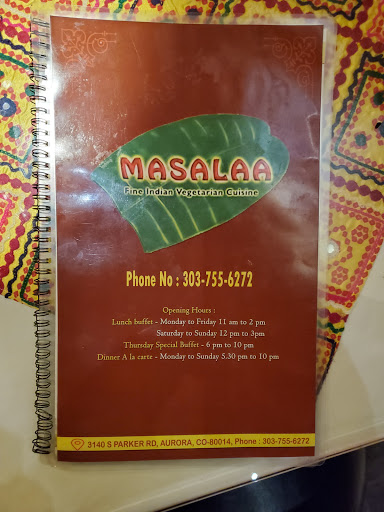 MASALAA
Fine Indian Vegetarian Cuisine
Phone No : 303-755-6272
Opening Hours :
Lunch buffet - Monday to Friday 11 am to 2 pm
Saturday to Sunday 12 pm to 3pm
Thursday Special Buffet - 6 pm to 10 pm
Dinner A la carte - Monday to Sunday 5.30 pm to 10 pm
3140 S PARKER RD, AURORA, CO-80014, Phone : 303-755-6272